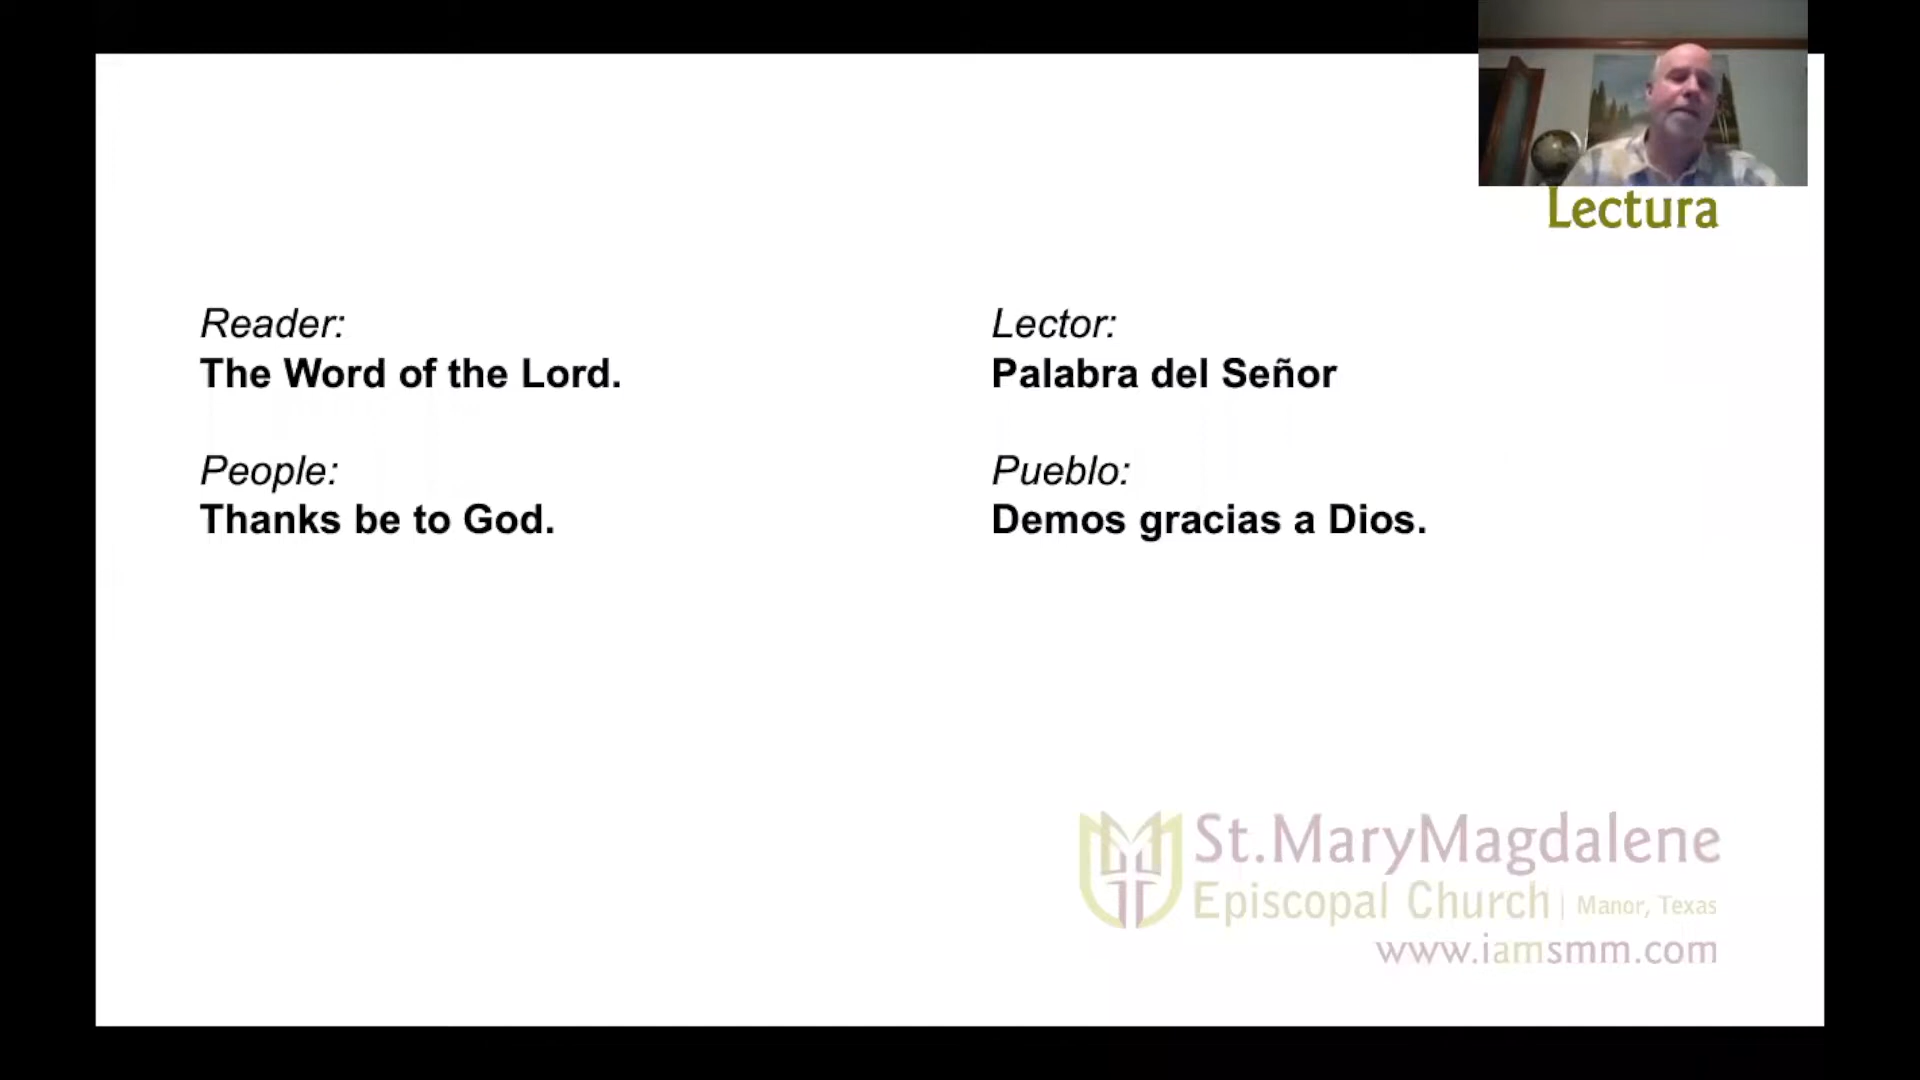 Lectura
Reader:
The Word of the Lord.
People:
Thanks be to God.
Lector:
Palabra del Señor
Pueblo:
Demos gracias a Dios.
St.MaryMagdalene
Episcopal Church | Manor, Texas
www.iamsmm.com